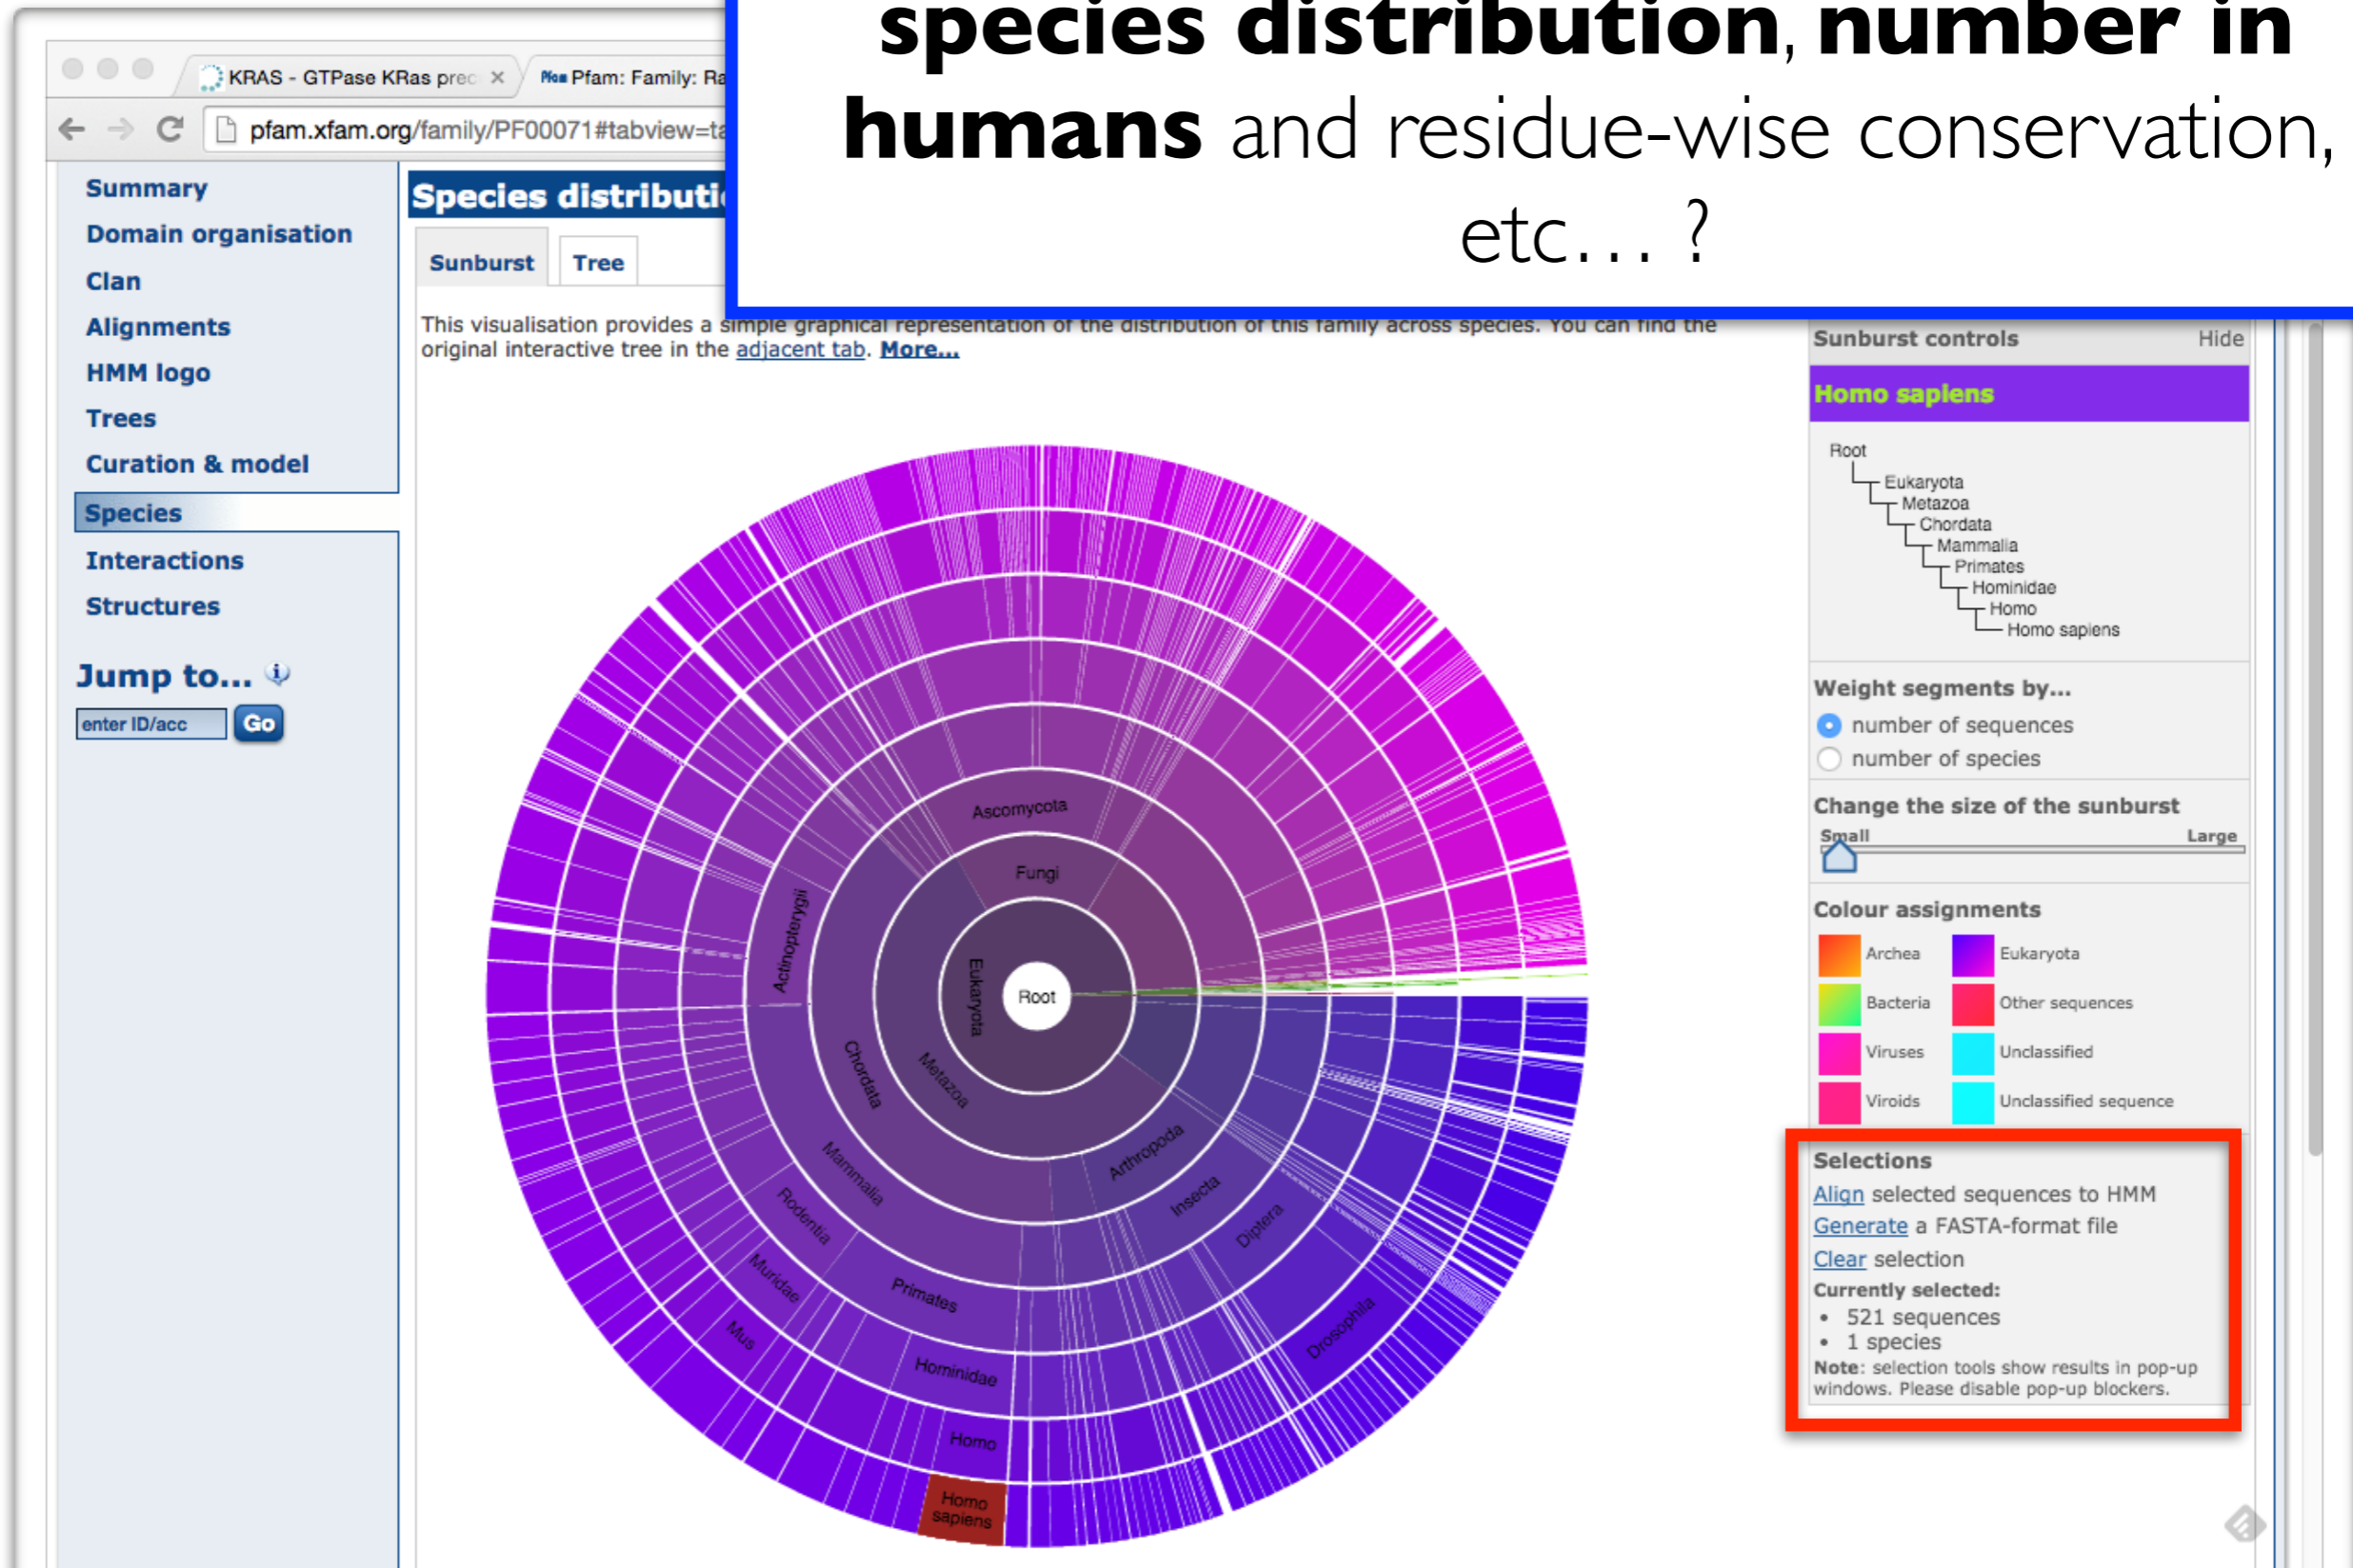 species distribution, number in
humans and residue-wise conservation,
etc… ?
KRAS - GTPase KRas prec
Pfam Pfam: Family: Ra
pfam.xfam.org/family/PF00071#tabview=ta
Summary
Domain organisation
Clan
Alignments
HMM logo
Trees
Curation & model
Species
Interactions
Structures
Jump to...
enter ID/acc
Go
Species distributi
Sunburst
Tree
This visualisation provides a simple graphical representation of the distribution of this family across species. You can find the
original interactive tree in the adjacent tab. More...
Ascomycota
Fungi
Actinopterygii
Eukaryota
Root
Chordata
Metazoa
Arthropoda
Mammalia
Insecta
Rodentia
Diptera
Muridae
Primates
Mus
Hominidae
Drosophila
Homo
Homo
sapiens
Sunburst controls
Hide
Homo sapiens
Root
Eukaryota
Metazoa
Chordata
Mammalia
Primates
Hominidae
Homo
Homo sapiens
Weight segments by...
number of sequences
number of species
Change the size of the sunburst
Small
Large
Colour assignments
Archea
Eukaryota
Bacteria
Other sequences
Viruses
Unclassified
Viroids
Unclassified sequence
Selections
Align selected sequences to HMM
Generate a FASTA-format file
Clear selection
Currently selected:
• 521 sequences
• 1 species
Note: selection tools show results in pop-up
windows. Please disable pop-up blockers.